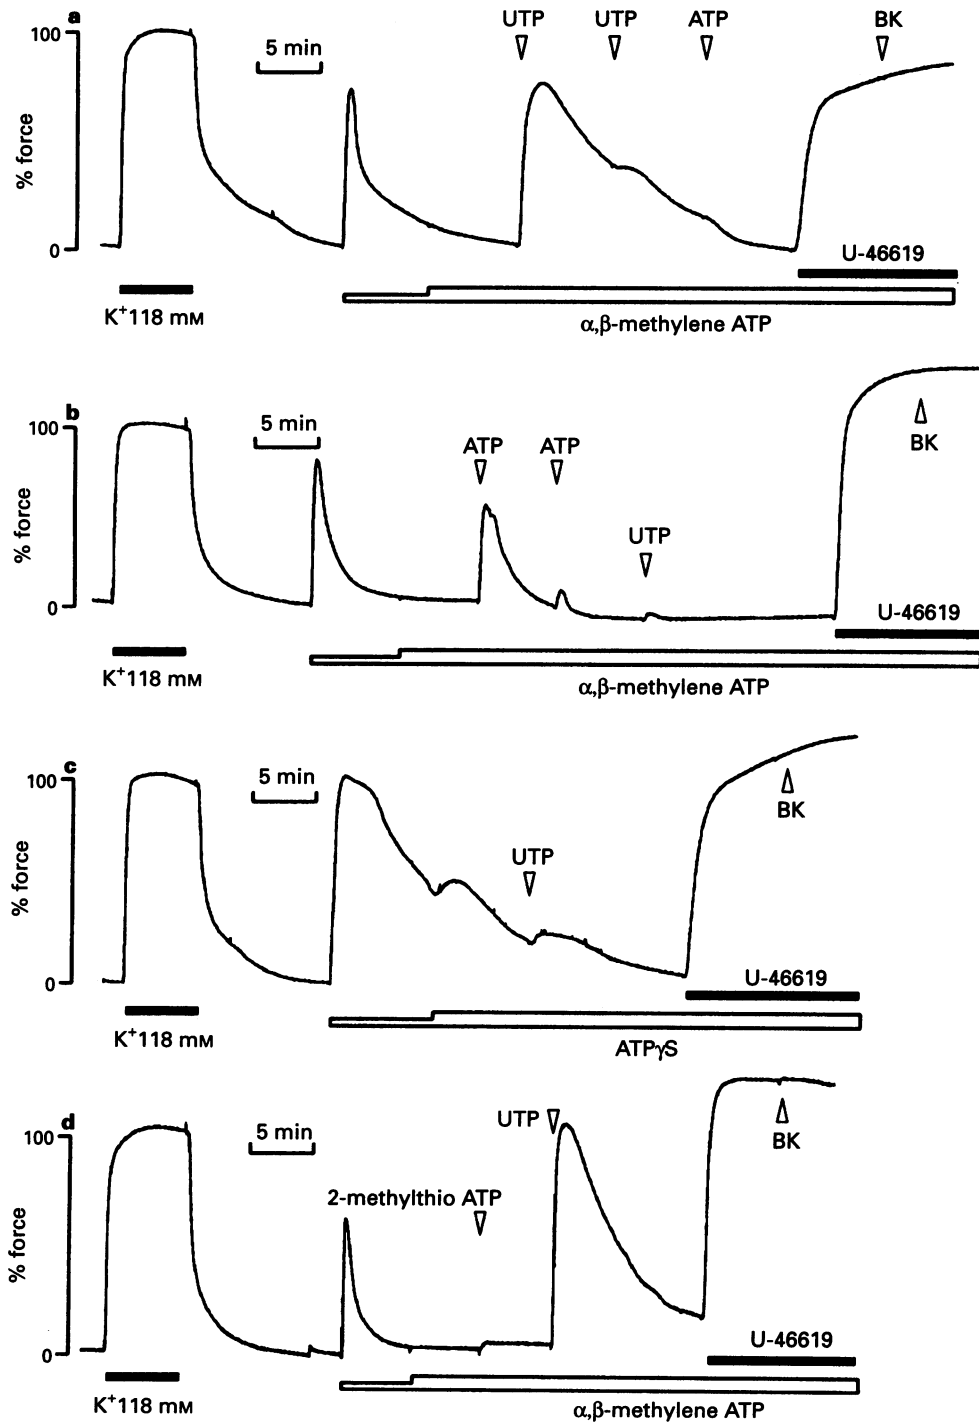 a
UTP UTP ATP BK
100
5 min
% force
0
U-46619
K+118 mM
α,β-methylene ATP
b
100
5 min
ATP ATP
BK
UTP
% force
0
U-46619
K+118 mM
α,β-methylene ATP
c
100
5 min
BK
UTP
% force
0
U-46619
K+118 mM
ATPγS
d
100
5 min
UTP
BK
2-methylthio ATP
% force
0
U-46619
K+118 mM
α,β-methylene ATP